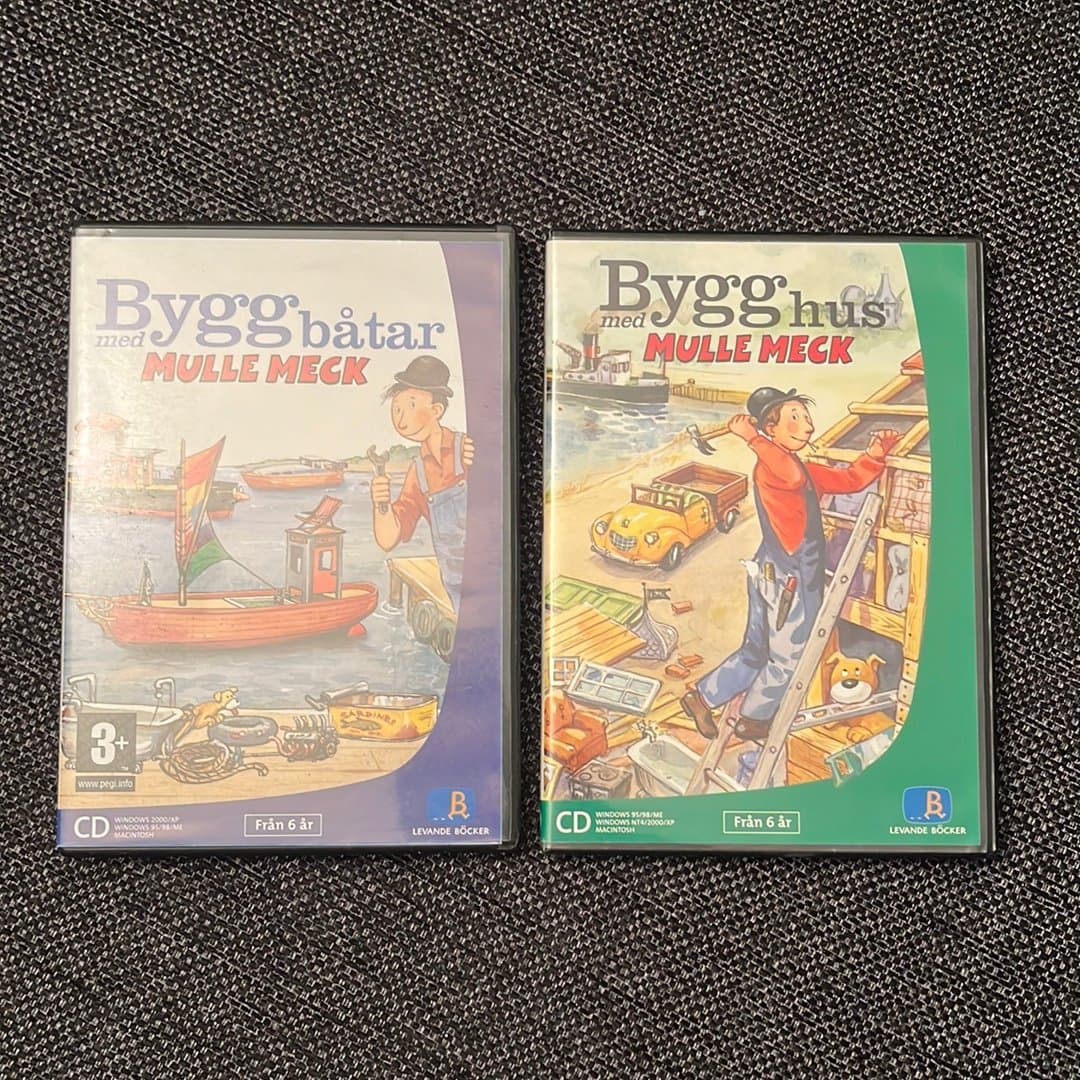 Bygg
med
båtar
MULLE MECK
SARDINES
3+
www.pegi.info
CD
WINDOWS 2000/XP
WINDOWS 95/98/ME
MACINTOSH
Från 6 år
B
LEVANDE BÖCKER
Bygg
med
hus
MULLE MECK
CD
WINDOWS 95/98/ME
WINDOWS NT4/2000/XP
MACINTOSH
Från 6 år
B
LEVANDE BÖCKER